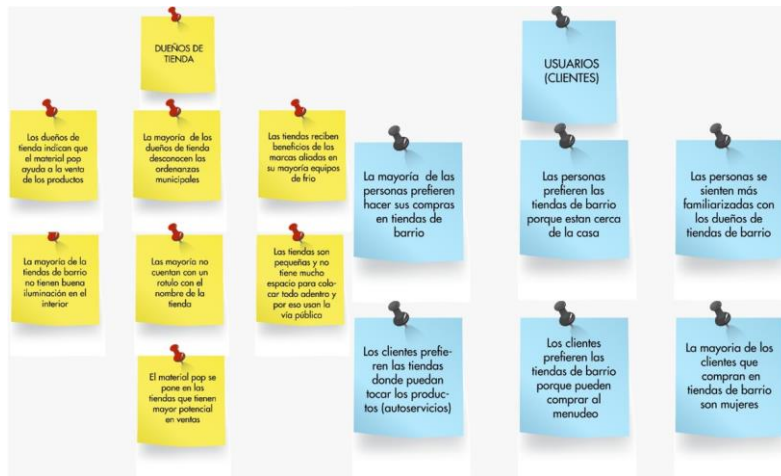 DUEÑOS DE
TIENDA
Los dueños de
tienda indican que
el material pop
ayuda a la venta
de los productos
La mayoría de los
dueños de tienda
desconocen las
ordenanzas
municipales
Las tiendas reciben
beneficios de las
marcas aliadas en
su mayoría equipos
de frio
La mayoría de la
tiendas de barrio
no tienen buena
iluminación en el
interior
Las mayoría no
cuentan con un
rotulo con el
nombre de la
tienda
Las tiendas son
pequeñas y no
tiene mucho
espacio para colo-
car todo adentro y
por eso usan la
vía pública
El material pop se
pone en las
tiendas que tienen
mayor potencial
en ventas
USUARIOS
(CLIENTES)
La mayoría de las
personas prefieren
hacer sus compras
en tiendas de
barrio
Las personas
prefieren las
tiendas de barrio
porque estan cerca
de la casa
Las personas se
sienten más
familiarizadas con
los dueños de
tiendas de barrio
Los clientes prefie-
ren las tiendas
donde puedan
tocar los produc-
tos (autoservicios)
Los clientes
prefieren las
tiendas de barrio
porque pueden
comprar al
menudeo
La mayoria de los
clientes que
compran en
tiendas de barrio
son mujeres